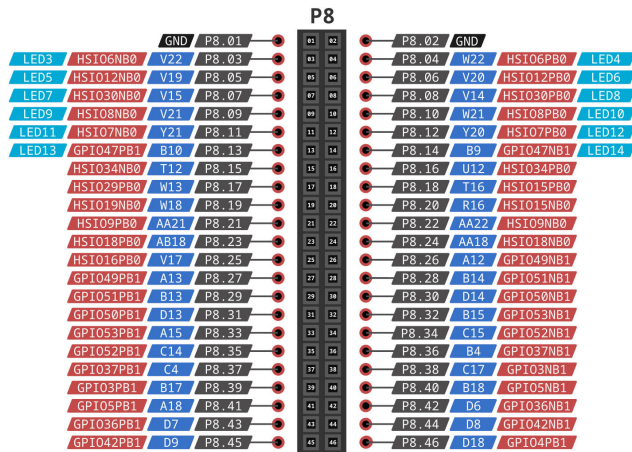 P8
GND P8.01 01 02 P8.02 GND
LED3 HSIO6NB0 V22 P8.03 03 04 P8.04 W22 HSIO6PB0 LED4
LED5 HSIO12NB0 V19 P8.05 05 06 P8.06 V20 HSIO12PB0 LED6
LED7 HSIO30NB0 V15 P8.07 07 08 P8.08 V14 HSIO30PB0 LED8
LED9 HSIO8NB0 V21 P8.09 09 10 P8.10 W21 HSIO8PB0 LED10
LED11 HSIO7NB0 Y21 P8.11 11 12 P8.12 Y20 HSIO7PB0 LED12
LED13 GPIO47PB1 B10 P8.13 13 14 P8.14 B9 GPIO47NB1 LED14
HSIO34NB0 T12 P8.15 15 16 P8.16 U12 HSIO34PB0
HSIO29PB0 W13 P8.17 17 18 P8.18 T16 HSIO15PB0
HSIO19NB0 W18 P8.19 19 20 P8.20 R16 HSIO15NB0
HSIO9PB0 AA21 P8.21 21 22 P8.22 AA22 HSIO9NB0
HSIO18PB0 AB18 P8.23 23 24 P8.24 AA18 HSIO18NB0
HSIO16PB0 V17 P8.25 25 26 P8.26 A12 GPIO49NB1
GPIO49PB1 A13 P8.27 27 28 P8.28 B14 GPIO51NB1
GPIO51PB1 B13 P8.29 29 30 P8.30 D14 GPIO50NB1
GPIO50PB1 D13 P8.31 31 32 P8.32 B15 GPIO53NB1
GPIO53PB1 A15 P8.33 33 34 P8.34 C15 GPIO52NB1
GPIO52PB1 C14 P8.35 35 36 P8.36 B4 GPIO37NB1
GPIO37PB1 C4 P8.37 37 38 P8.38 C17 GPIO3NB1
GPIO3PB1 B17 P8.39 39 40 P8.40 B18 GPIO5NB1
GPIO5PB1 A18 P8.41 41 42 P8.42 D6 GPIO36NB1
GPIO36PB1 D7 P8.43 43 44 P8.44 D8 GPIO42NB1
GPIO42PB1 D9 P8.45 45 46 P8.46 D18 GPIO4PB1